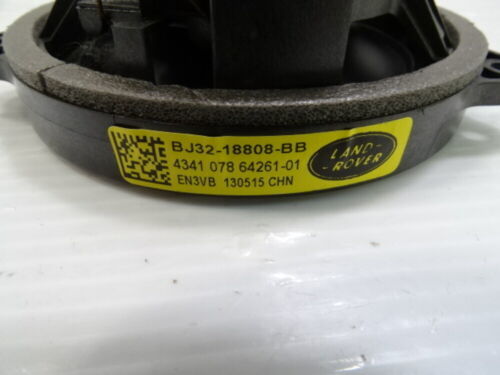 BJ32-18808-BB
4341 078 64261-01
EN3VB 130515 CHN
LAND-
-ROVER